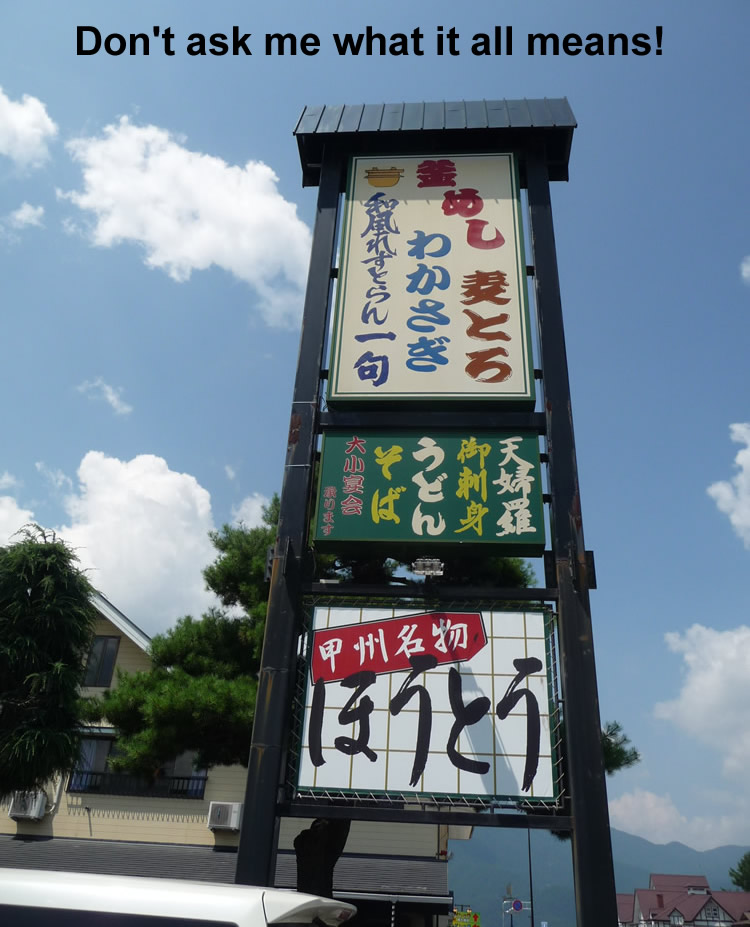 Don't ask me what it all means!
釜めし
麦とろ
わかさぎ
和風れすとらん 一句
天婦羅
御刺身
うどん
そば
大小宴会
承ります
甲州名物
ほうとう